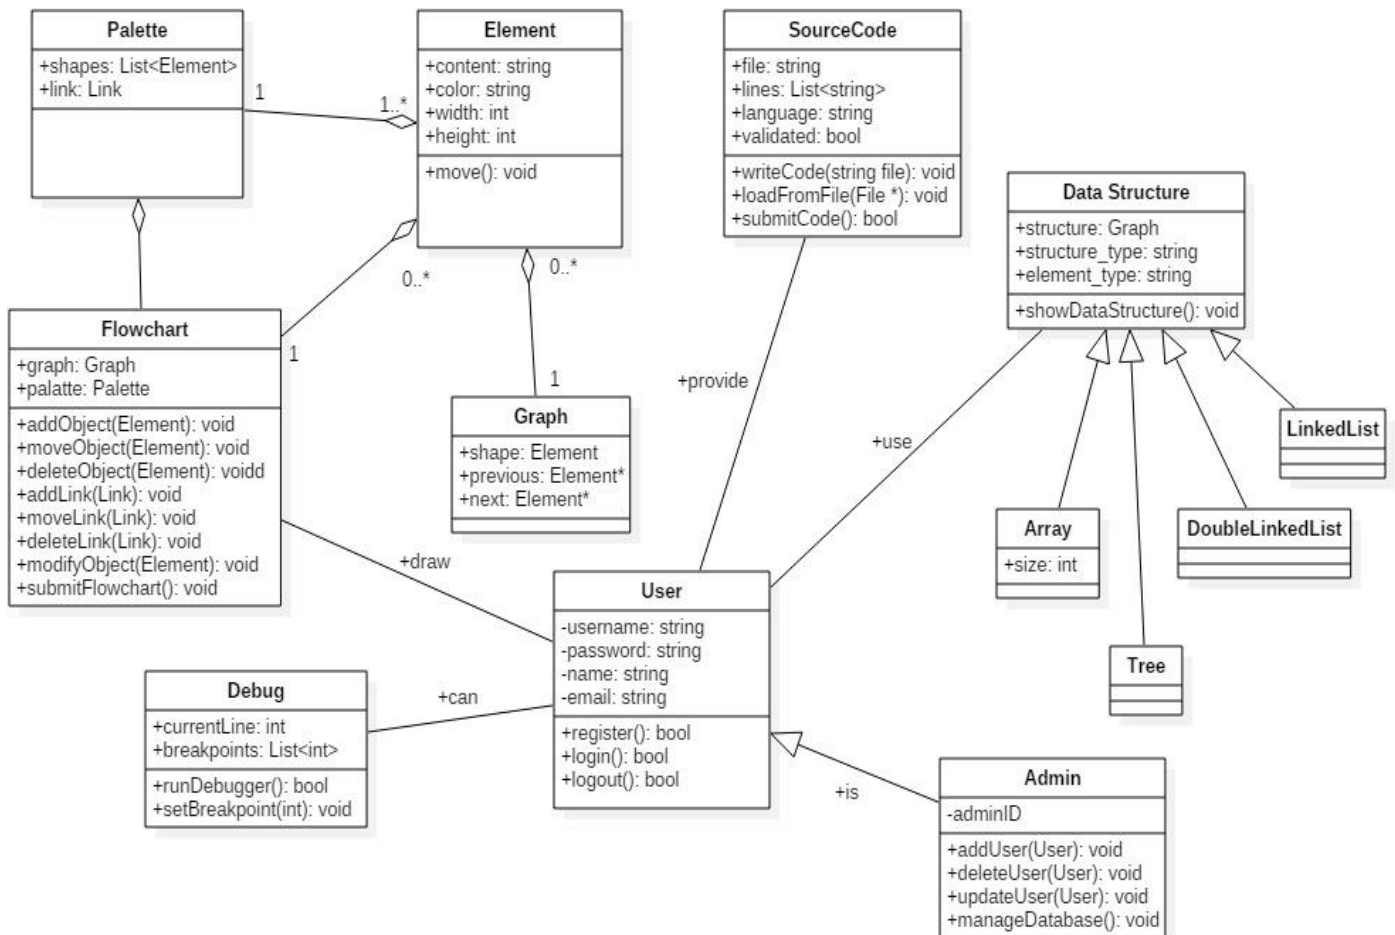 Palette
+shapes: List<Element>
+link: Link
1
1..*
Element
+content: string
+color: string
+width: int
+height: int
+move(): void
SourceCode
+file: string
+lines: List<string>
+language: string
+validated: bool
+writeCode(string file): void
+loadFromFile(File *): void
+submitCode(): bool
Data Structure
+structure: Graph
+structure_type: string
+element_type: string
+showDataStructure(): void
0..*
0..*
1
1
Flowchart
+graph: Graph
+palatte: Palette
+addObject(Element): void
+moveObject(Element): void
+deleteObject(Element): voidd
+addLink(Link): void
+moveLink(Link): void
+deleteLink(Link): void
+modifyObject(Element): void
+submitFlowchart(): void
Graph
+shape: Element
+previous: Element*
+next: Element*
+provide
+use
LinkedList
Array
+size: int
DoubleLinkedList
Tree
+draw
User
-username: string
-password: string
-name: string
-email: string
+register(): bool
+login(): bool
+logout(): bool
+can
Debug
+currentLine: int
+breakpoints: List<int>
+runDebugger(): bool
+setBreakpoint(int): void
+is
Admin
-adminID
+addUser(User): void
+deleteUser(User): void
+updateUser(User): void
+manageDatabase(): void